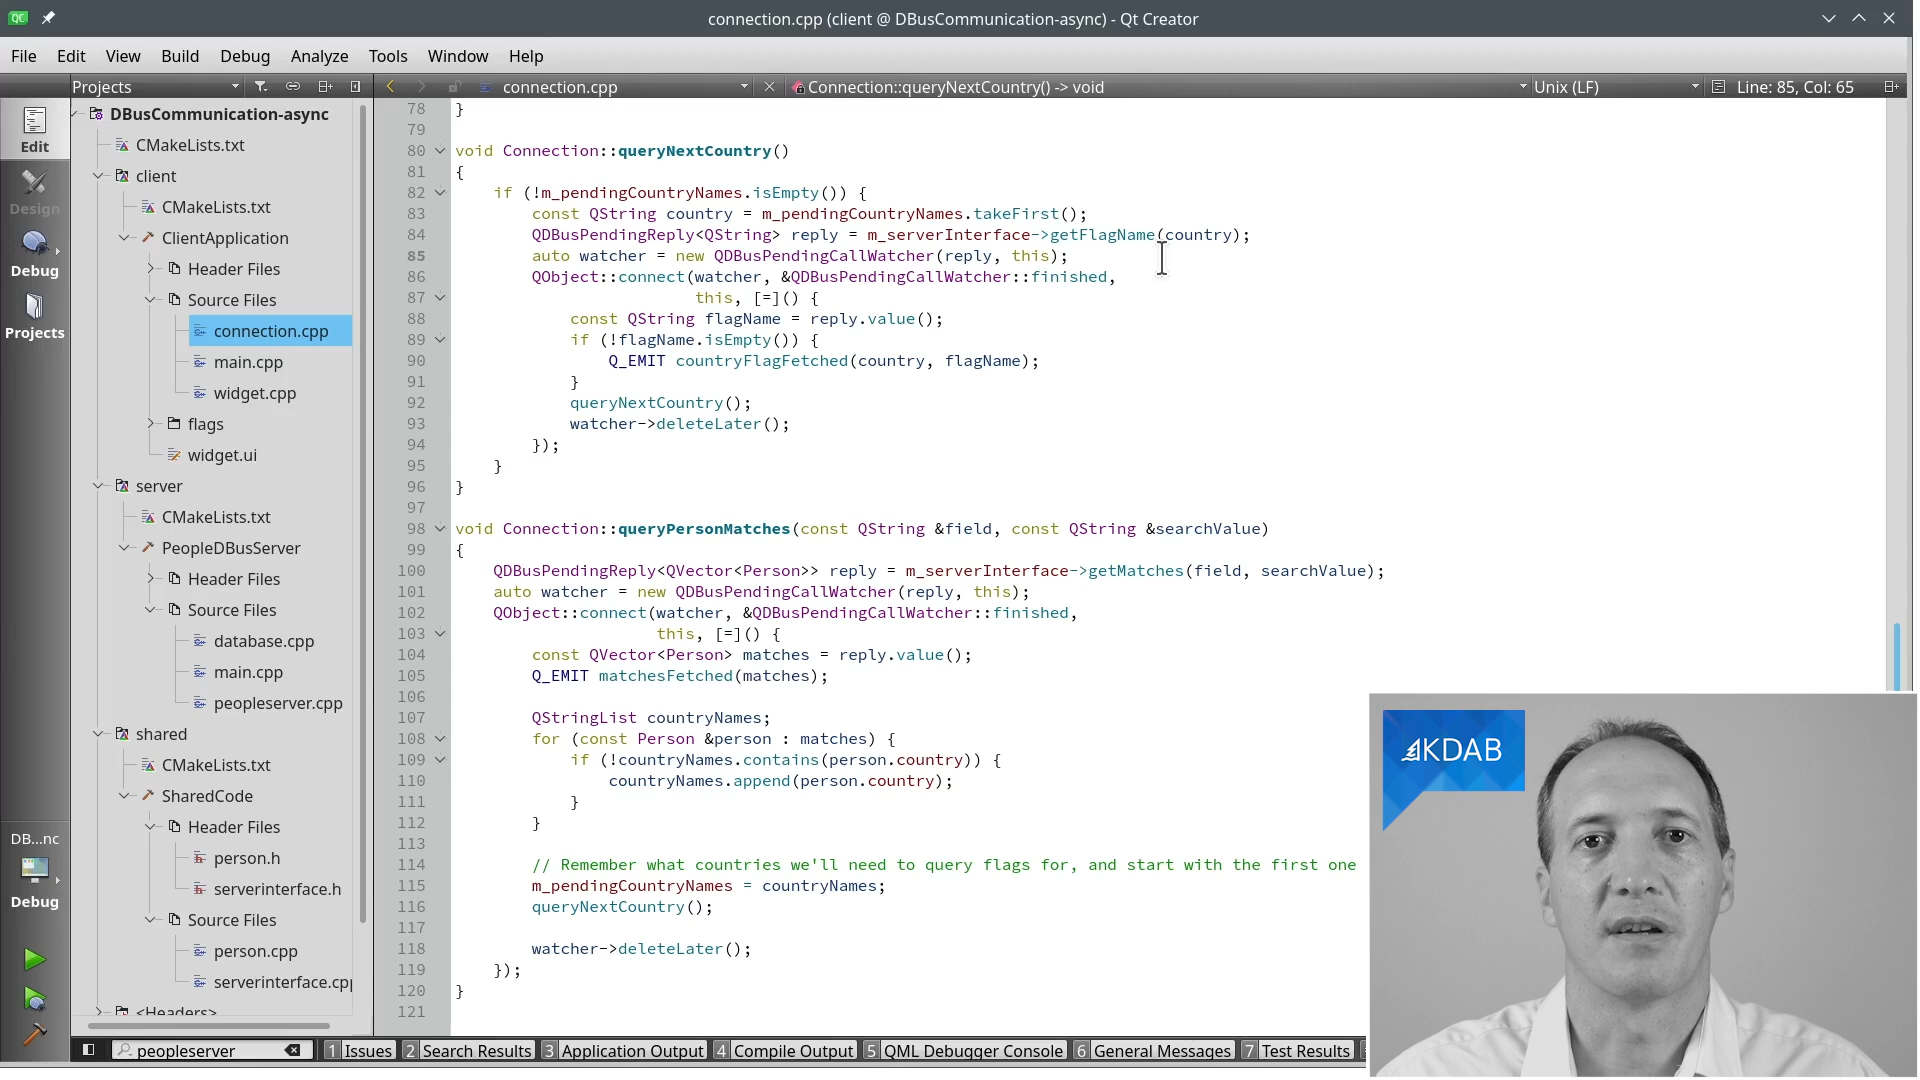 connection.cpp (client @ DBusCommunication-async) - Qt Creator
File Edit View Build Debug Analyze Tools Window Help
Projects connection.cpp Connection::queryNextCountry() -> void Unix (LF) Line: 85, Col: 65
Edit
Design
Debug
Projects
DB...nc
Debug
DBusCommunication-async
CMakeLists.txt
client
CMakeLists.txt
ClientApplication
Header Files
Source Files
connection.cpp
main.cpp
widget.cpp
flags
widget.ui
server
CMakeLists.txt
PeopleDBusServer
Header Files
Source Files
database.cpp
main.cpp
peopleserver.cpp
shared
CMakeLists.txt
SharedCode
Header Files
person.h
serverinterface.h
Source Files
person.cpp
serverinterface.cpp
<Headers>
78 }
79
80 void Connection::queryNextCountry()
81 {
82 if (!m_pendingCountryNames.isEmpty()) {
83 const QString country = m_pendingCountryNames.takeFirst();
84 QDBusPendingReply<QString> reply = m_serverInterface->getFlagName(country);
85 auto watcher = new QDBusPendingCallWatcher(reply, this);
86 QObject::connect(watcher, &QDBusPendingCallWatcher::finished,
87 this, [=]() {
88 const QString flagName = reply.value();
89 if (!flagName.isEmpty()) {
90 Q_EMIT countryFlagFetched(country, flagName);
91 }
92 queryNextCountry();
93 watcher->deleteLater();
94 });
95 }
96 }
97
98 void Connection::queryPersonMatches(const QString &field, const QString &searchValue)
99 {
100 QDBusPendingReply<QVector<Person>> reply = m_serverInterface->getMatches(field, searchValue);
101 auto watcher = new QDBusPendingCallWatcher(reply, this);
102 QObject::connect(watcher, &QDBusPendingCallWatcher::finished,
103 this, [=]() {
104 const QVector<Person> matches = reply.value();
105 Q_EMIT matchesFetched(matches);
106
107 QStringList countryNames;
108 for (const Person &person : matches) {
109 if (!countryNames.contains(person.country)) {
110 countryNames.append(person.country);
111 }
112 }
113
114 // Remember what countries we'll need to query flags for, and start with the first one
115 m_pendingCountryNames = countryNames;
116 queryNextCountry();
117
118 watcher->deleteLater();
119 });
120 }
121
KDAB
peopleserver 1 Issues 2 Search Results 3 Application Output 4 Compile Output 5 QML Debugger Console 6 General Messages 7 Test Results